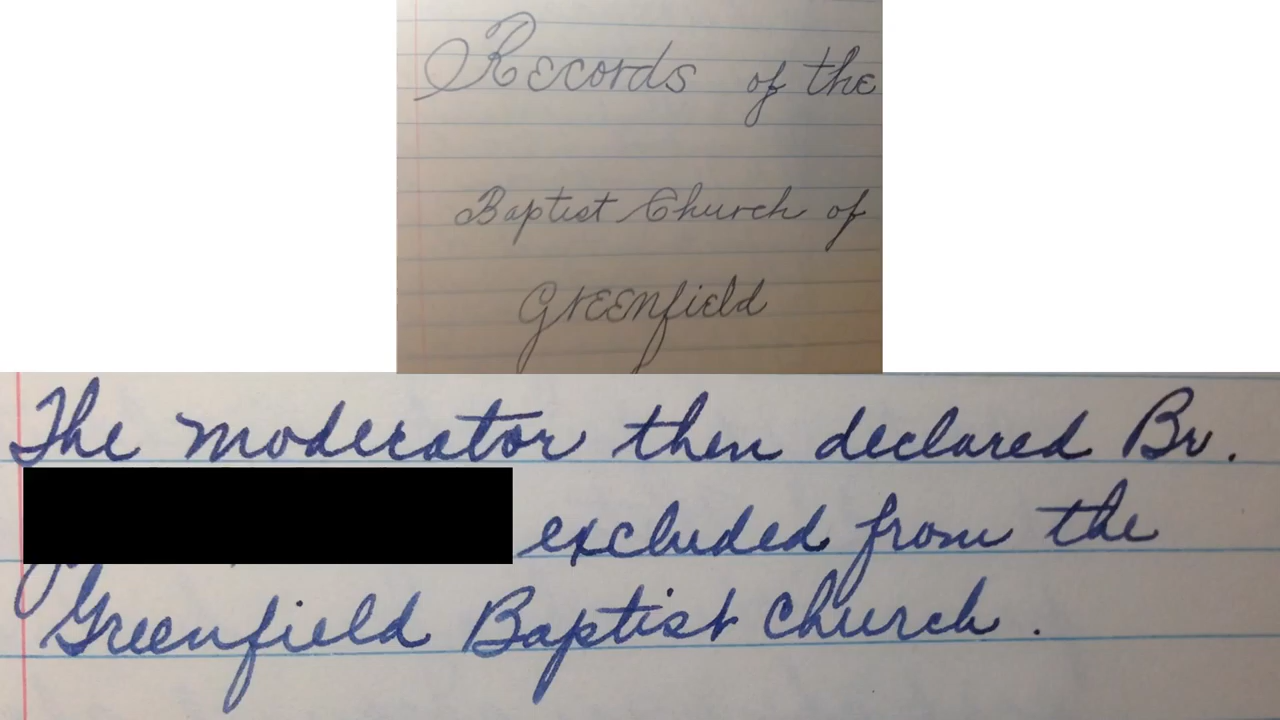 Records of the
Baptist Church of
Greenfield
The moderator then declared Br.
excluded from the
Greenfield Baptist Church.